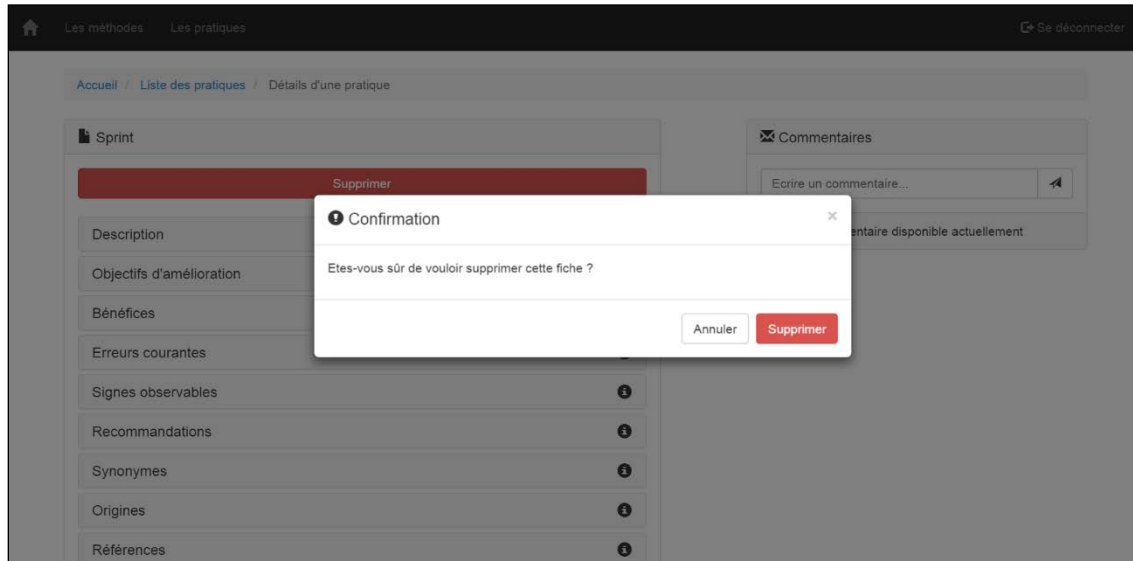 Les méthodes Les pratiques Se déconnecter
Accueil / Liste des pratiques / Détails d'une pratique
Sprint
Supprimer
Description
Objectifs d'amélioration
Bénéfices
Erreurs courantes
Signes observables
Recommandations
Synonymes
Origines
Références
Commentaires
Ecrire un commentaire...
entaire disponible actuellement
Confirmation
×
Etes-vous sûr de vouloir supprimer cette fiche ?
Annuler Supprimer